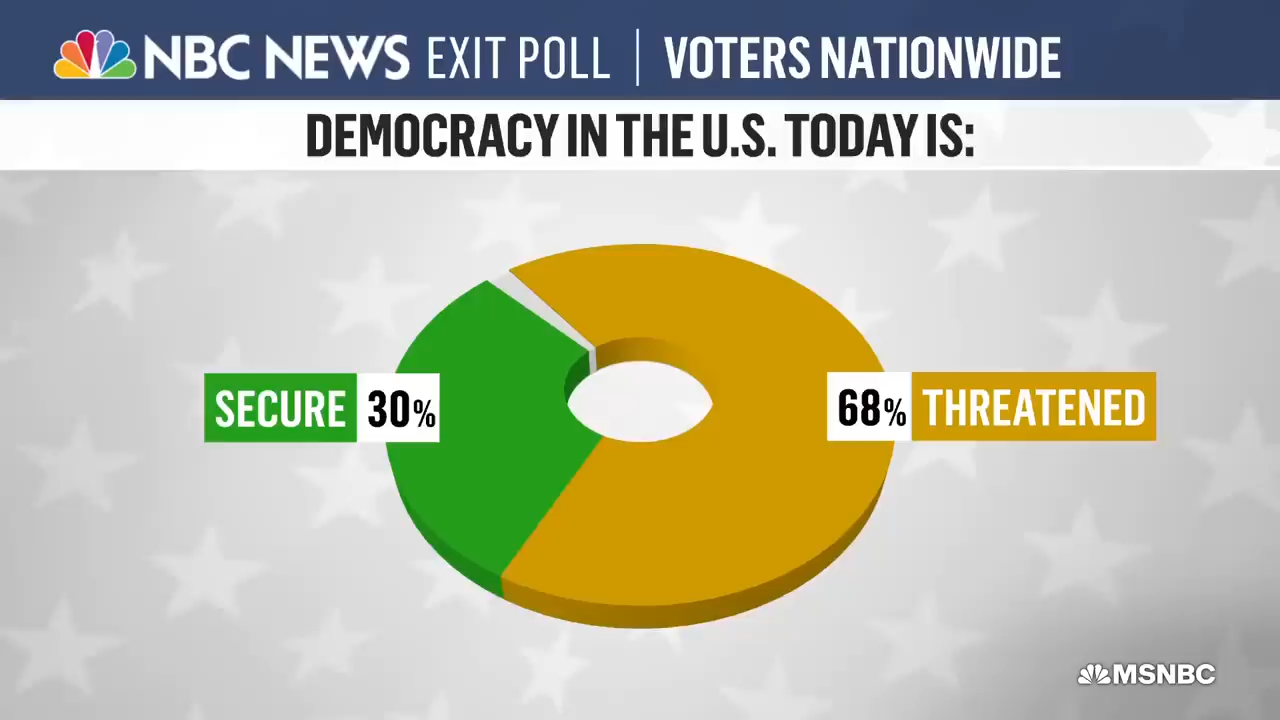 NBC NEWS EXIT POLL | VOTERS NATIONWIDE
DEMOCRACY IN THE U.S. TODAY IS:
SECURE 30%
68% THREATENED
MSNBC